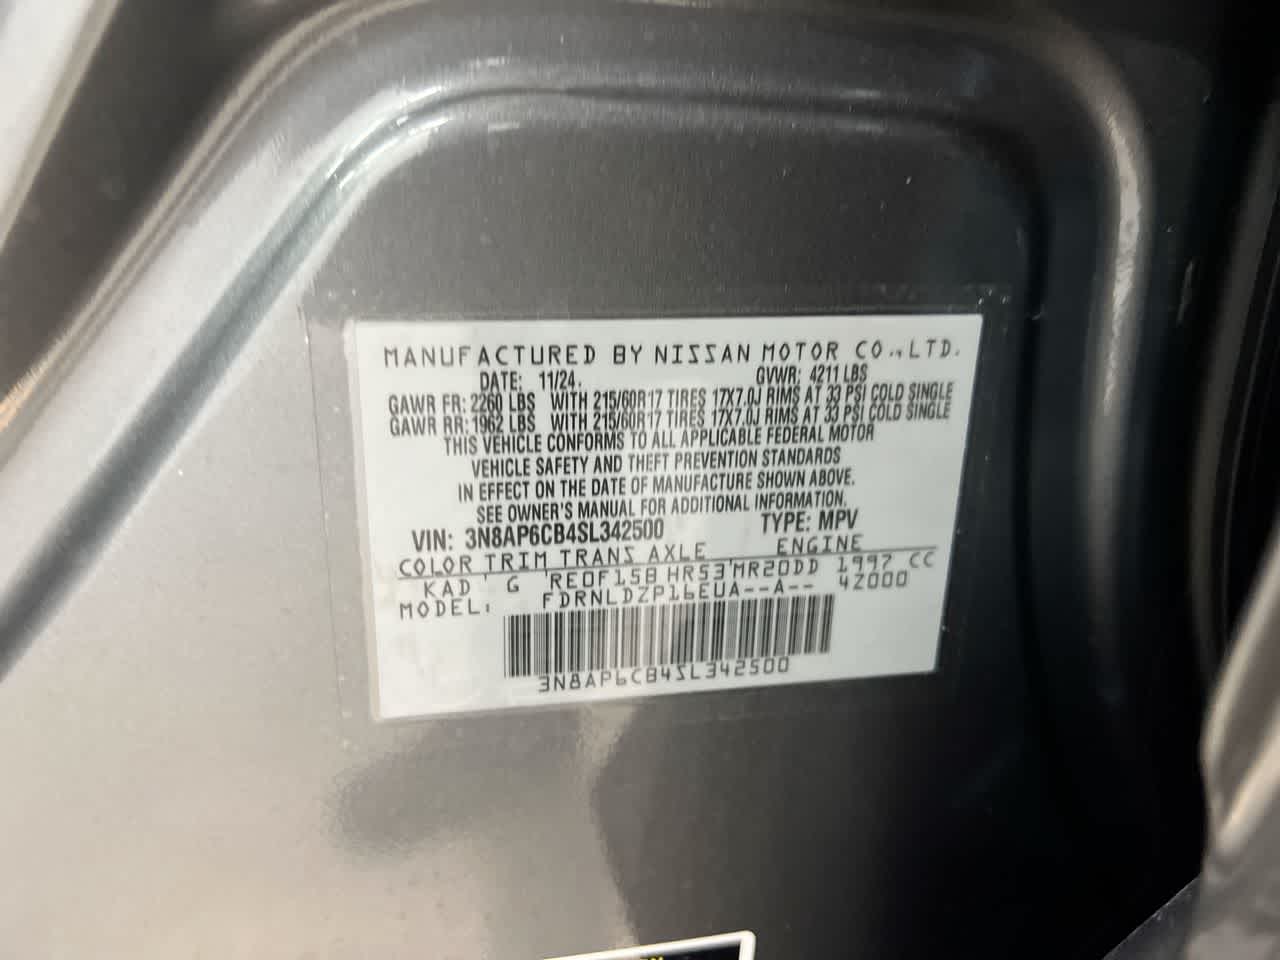 MANUFACTURED BY NISSAN MOTOR CO., LTD.
DATE: 11/24. GVWR: 4211 LBS
GAWR FR: 2260 LBS WITH 215/60R17 TIRES 17X7.0J RIMS AT 33 PSI COLD SINGLE
GAWR RR: 1962 LBS WITH 215/60R17 TIRES 17X7.0J RIMS AT 33 PSI COLD SINGLE
THIS VEHICLE CONFORMS TO ALL APPLICABLE FEDERAL MOTOR
VEHICLE SAFETY AND THEFT PREVENTION STANDARDS
IN EFFECT ON THE DATE OF MANUFACTURE SHOWN ABOVE.
SEE OWNER'S MANUAL FOR ADDITIONAL INFORMATION.
VIN: 3N8AP6CB4SL342500 TYPE: MPV
COLOR TRIM TRANS AXLE ENGINE
KAD G RE0F15B HR53 MR20DD 1997 CC
MODEL: FDRNLDZP16EUA--A-- 42000
3N8AP6CB4SL342500